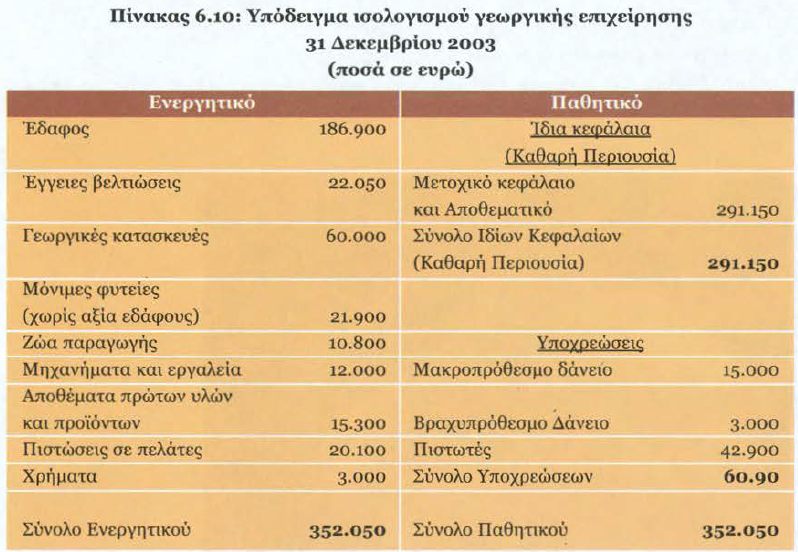 Πίνακας 6.10: Υπόδειγμα ισολογισμού γεωργικής επιχείρησης
31 Δεκεμβρίου 2003
(ποσά σε ευρώ)
Ενεργητικό Παθητικό
Έδαφος 186.900 Ίδια κεφάλαια
(Καθαρή Περιουσία)
Έγγειες βελτιώσεις 22.050 Μετοχικό κεφάλαιο
και Αποθεματικό 291.150
Γεωργικές κατασκευές 60.000 Σύνολο Ιδίων Κεφαλαίων
(Καθαρή Περιουσία) 291.150
Μόνιμες φυτείες
(χωρίς αξία εδάφους) 21.900
Ζώα παραγωγής 10.800 Υποχρεώσεις
Μηχανήματα και εργαλεία 12.000 Μακροπρόθεσμο δάνειο 15.000
Αποθέματα πρώτων υλών
και προϊόντων 15.300 Βραχυπρόθεσμο Δάνειο 3.000
Πιστώσεις σε πελάτες 20.100 Πιστωτές 42.900
Χρήματα 3.000 Σύνολο Υποχρεώσεων 60.90
Σύνολο Ενεργητικού 352.050 Σύνολο Παθητικού 352.050